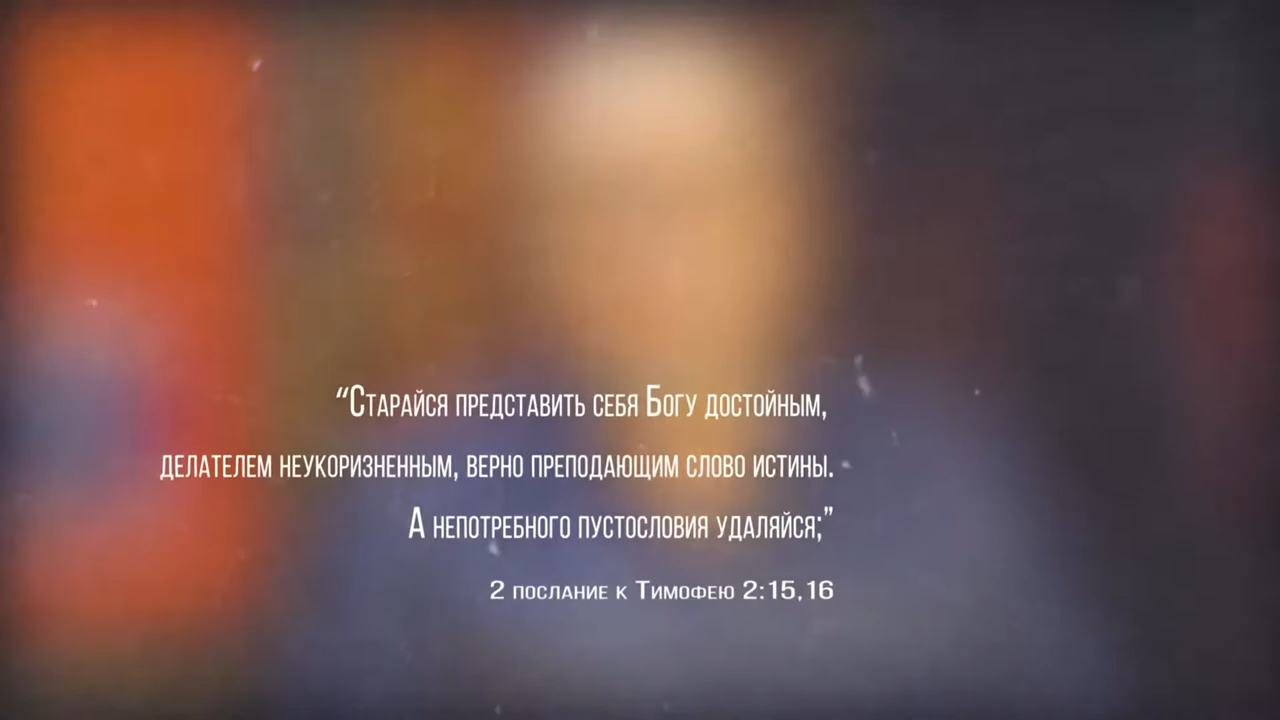 “Старайся представить себя Богу достойным,
делателем неукоризненным, верно преподающим слово истины.
А непотребного пустословия удаляйся;”
2 послание к Тимофею 2:15,16